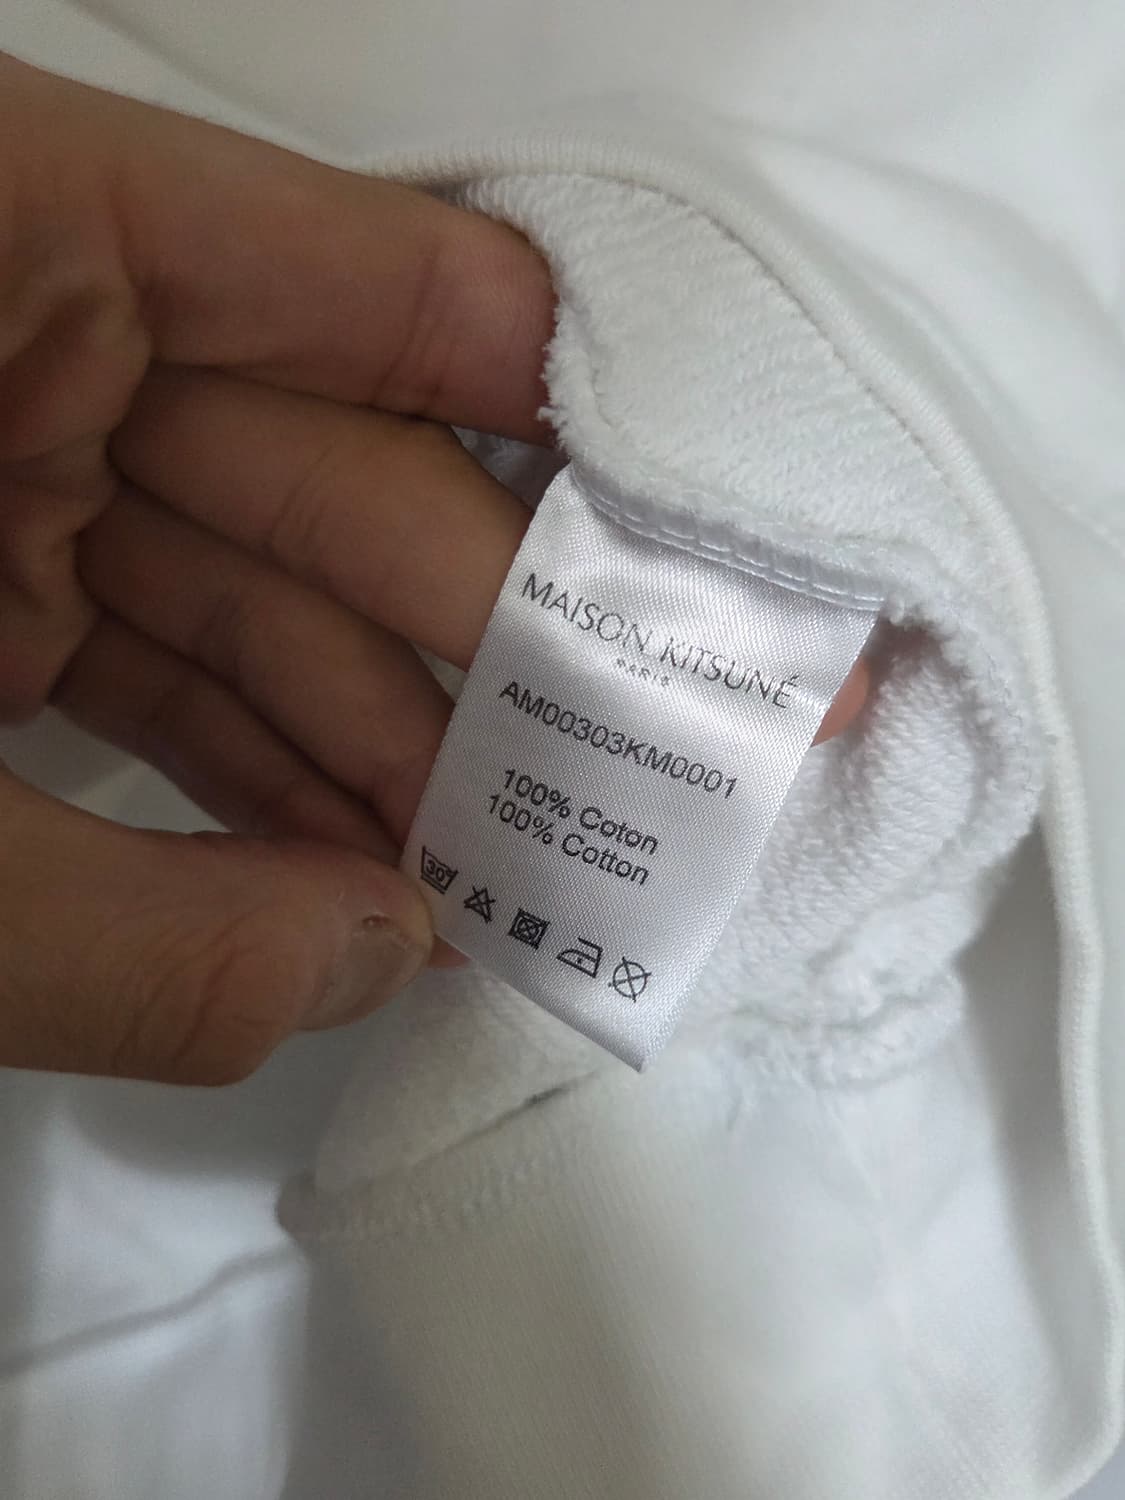 MAISON KITSUNÉ
PARIS
AM00303KM0001
100% Coton
100% Cotton
30°